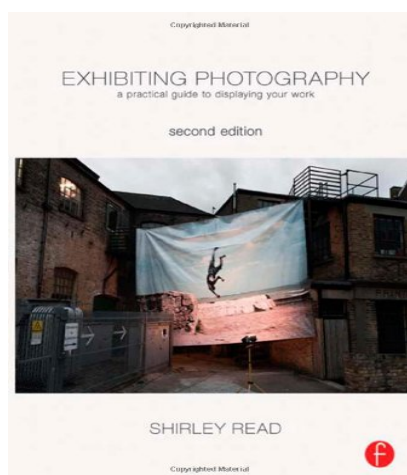 Copyrighted Material
EXHIBITING PHOTOGRAPHY
a practical guide to displaying your work
second edition
SHIRLEY READ
f
Copyrighted Material